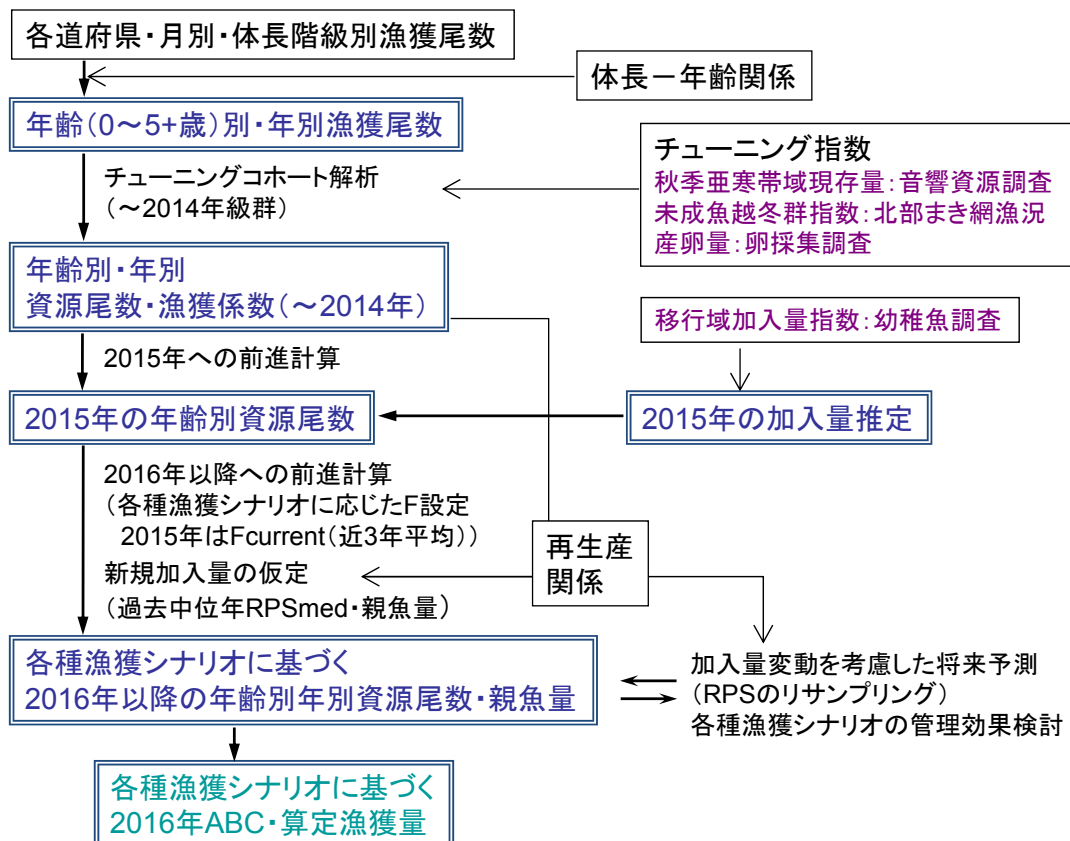 各道府県・月別・体長階級別漁獲尾数
体長－年齢関係
年齢（0～5+歳）別・年別漁獲尾数
チューニングコホート解析
（～2014年級群）
チューニング指数
秋季亜寒帯域現存量：音響資源調査
未成魚越冬群指数：北部まき網漁況
産卵量：卵採集調査
年齢別・年別
資源尾数・漁獲係数（～2014年）
移行域加入量指数：幼稚魚調査
2015年への前進計算
2015年の年齢別資源尾数
2015年の加入量推定
2016年以降への前進計算
（各種漁獲シナリオに応じたF設定
2015年はFcurrent（近3年平均））
新規加入量の仮定
（過去中位年RPSmed・親魚量）
再生産
関係
各種漁獲シナリオに基づく
2016年以降の年齢別年別資源尾数・親魚量
加入量変動を考慮した将来予測
（RPSのリサンプリング）
各種漁獲シナリオの管理効果検討
各種漁獲シナリオに基づく
2016年ABC・算定漁獲量